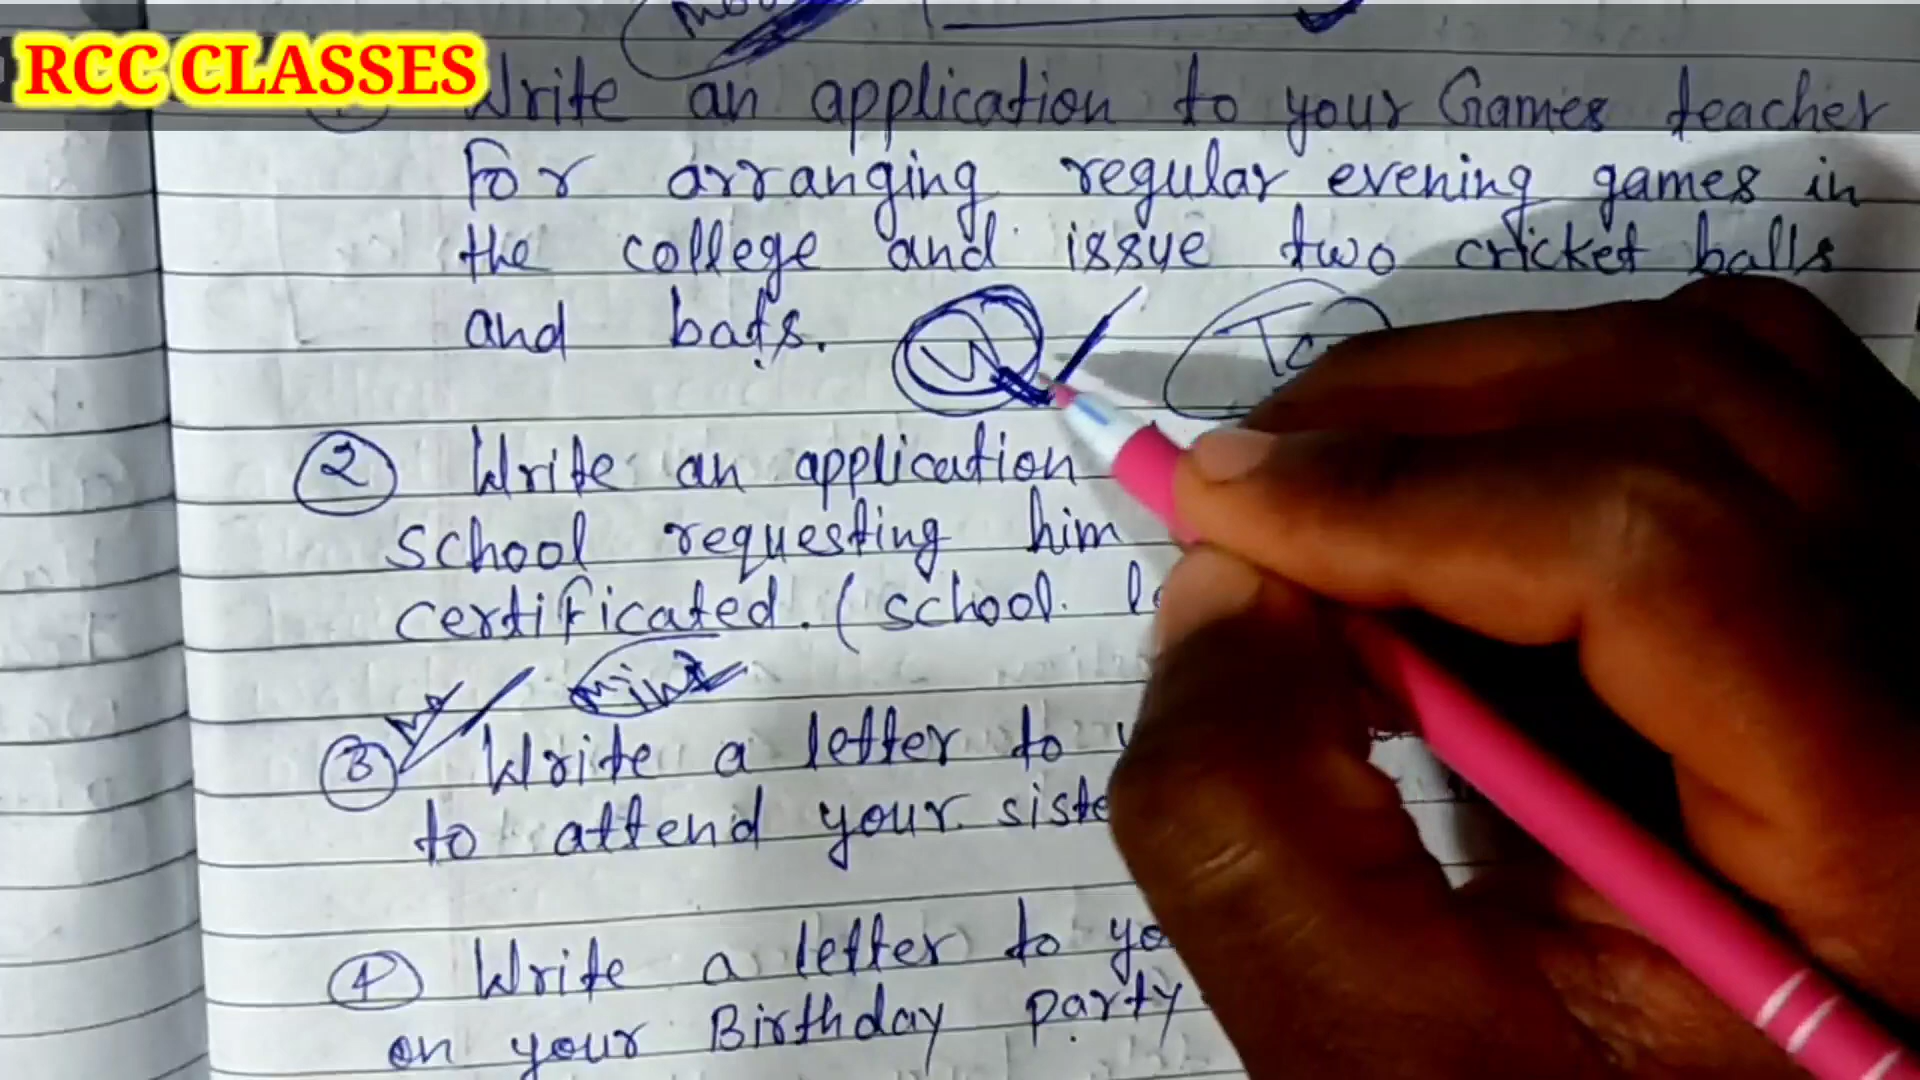 RCC CLASSES
Write an application to your Games teacher
For arranging regular evening games in
the college and issue two cricket balls
and bats.
2 Write an application
school requesting him
certificated. (school
3 Write a letter to
to attend your
4 Write a letter to
on your Birthday party